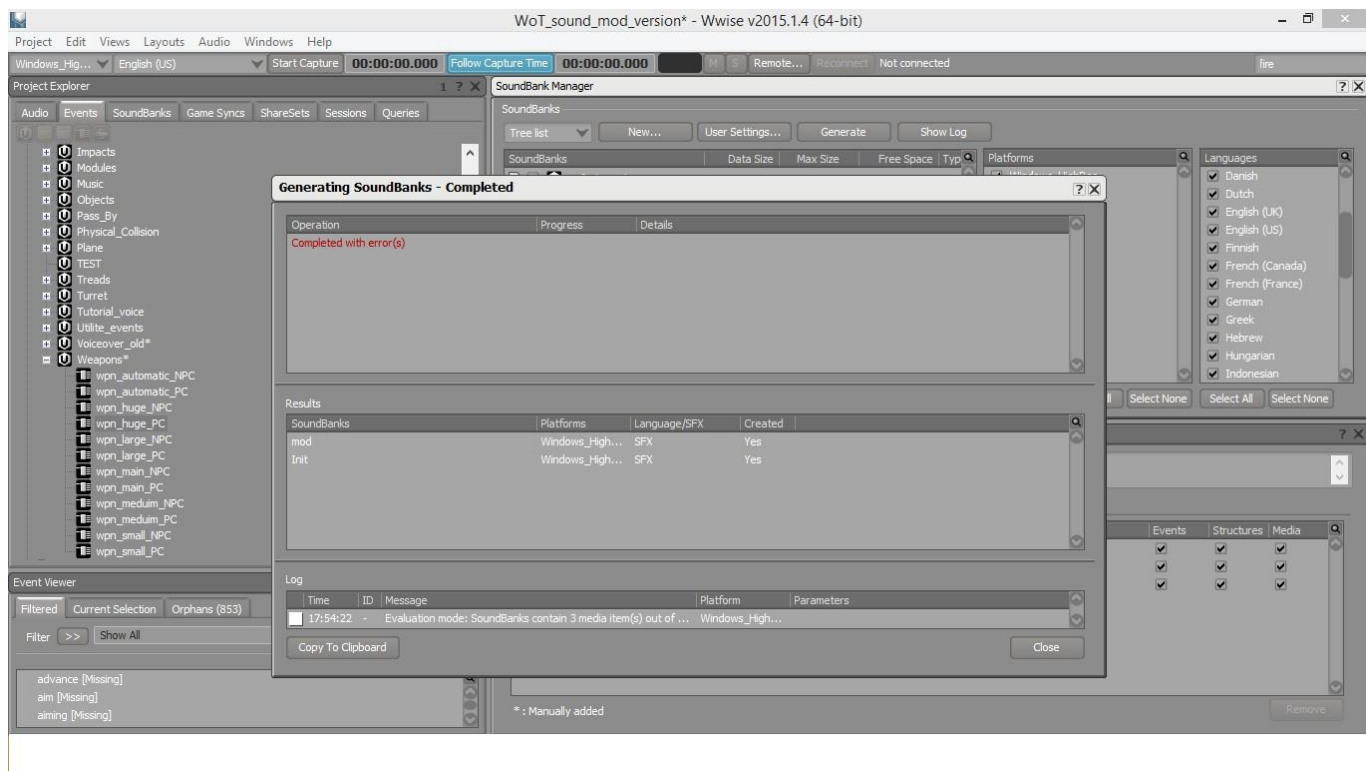 WoT_sound_mod_version* - Wwise v2015.1.4 (64-bit)
Project Edit Views Layouts Audio Windows Help
Windows_Hig... English (US) Start Capture 00:00:00.000 Follow Capture Time 00:00:00.000 M S Remote... Reconnect Not connected fire
Project Explorer 1 ? X
Audio Events SoundBanks Game Syncs ShareSets Sessions Queries
Impacts
Modules
Music
Objects
Pass_By
Physical_Collision
Plane
TEST
Treads
Turret
Tutorial_voice
Utilite_events
Voiceover_old*
Weapons*
wpn_automatic_NPC
wpn_automatic_PC
wpn_huge_NPC
wpn_huge_PC
wpn_large_NPC
wpn_large_PC
wpn_main_NPC
wpn_main_PC
wpn_meduim_NPC
wpn_meduim_PC
wpn_small_NPC
wpn_small_PC
Event Viewer
Filtered Current Selection Orphans (853)
Filter >> Show All
advance [Missing]
aim [Missing]
aiming [Missing]
SoundBank Manager ? X
SoundBanks
Tree list New... User Settings... Generate Show Log
SoundBanks Data Size Max Size Free Space Typ Platforms Languages
Danish
Dutch
English (UK)
English (US)
Finnish
French (Canada)
French (France)
German
Greek
Hebrew
Hungarian
Indonesian
Select None Select All Select None
? X
Events Structures Media
* : Manually added Remove
Generating SoundBanks - Completed ? X
Operation Progress Details
Completed with error(s)
Results
SoundBanks Platforms Language/SFX Created
mod Windows_High... SFX Yes
Init Windows_High... SFX Yes
Log
Time ID Message Platform Parameters
17:54:22 - Evaluation mode: SoundBanks contain 3 media item(s) out of ... Windows_High...
Copy To Clipboard Close